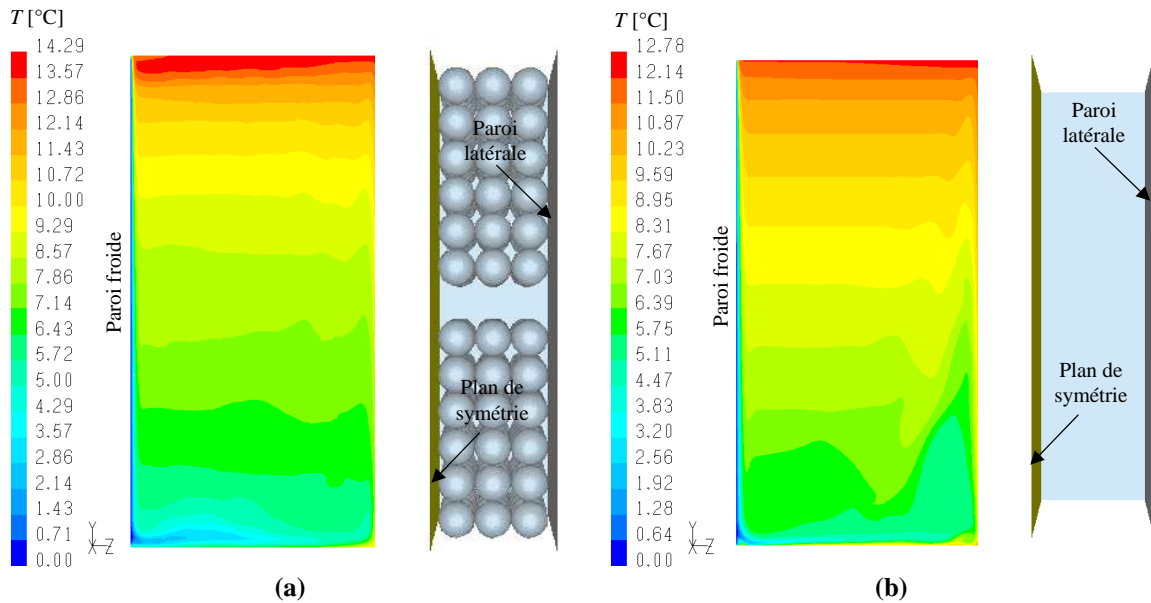 T [°C]
14.29
13.57
12.86
12.14
11.43
10.72
10.00
9.29
8.57
7.86
7.14
6.43
5.72
5.00
4.29
3.57
2.86
2.14
1.43
0.71
0.00
Y
X Z
Paroi froide
Paroi
latérale
Plan de
symétrie
(a)
T [°C]
12.78
12.14
11.50
10.87
10.23
9.59
8.95
8.31
7.67
7.03
6.39
5.75
5.11
4.47
3.83
3.20
2.56
1.92
1.28
0.64
0.00
Y
X Z
Paroi froide
Paroi
latérale
Plan de
symétrie
(b)